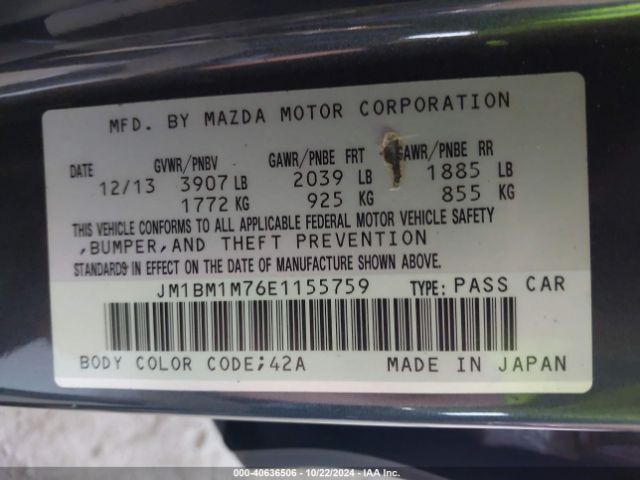 MFD. BY MAZDA MOTOR CORPORATION
DATE GVWR/PNBV GAWR/PNBE FRT GAWR/PNBE RR
12/13 3907 LB 2039 LB 1885 LB
1772 KG 925 KG 855 KG
THIS VEHICLE CONFORMS TO ALL APPLICABLE FEDERAL MOTOR VEHICLE SAFETY
,BUMPER,AND THEFT PREVENTION
STANDARDS IN EFFECT ON THE DATE OF MANUFACTURE SHOWN ABOVE.
JM1BM1M76E1155759 TYPE: PASS CAR
BODY COLOR CODE;42A MADE IN JAPAN
000-40636506 - 10/22/2024 - IAA Inc.